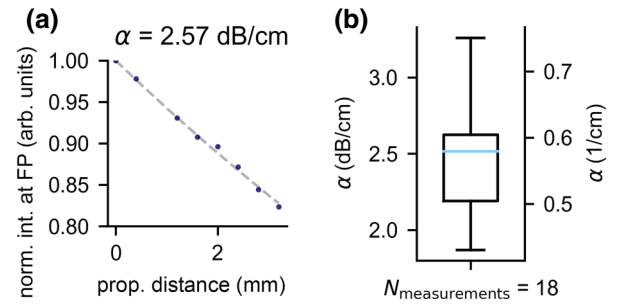 (a)
α = 2.57 dB/cm
norm. int. at FP (arb. units)
1.00
0.95
0.90
0.85
0.80
0
2
prop. distance (mm)
(b)
α (dB/cm)
3.0
2.5
2.0
0.7
0.6
0.5
α (1/cm)
Nmeasurements = 18